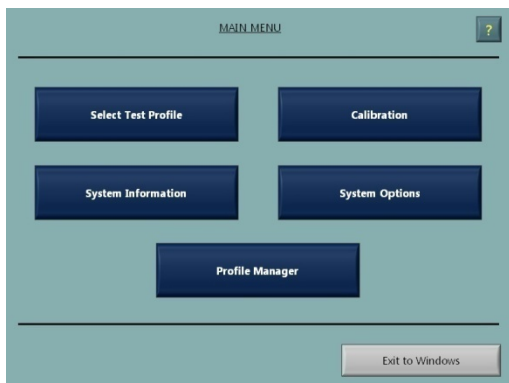 MAIN MENU
?
Select Test Profile
Calibration
System Information
System Options
Profile Manager
Exit to Windows